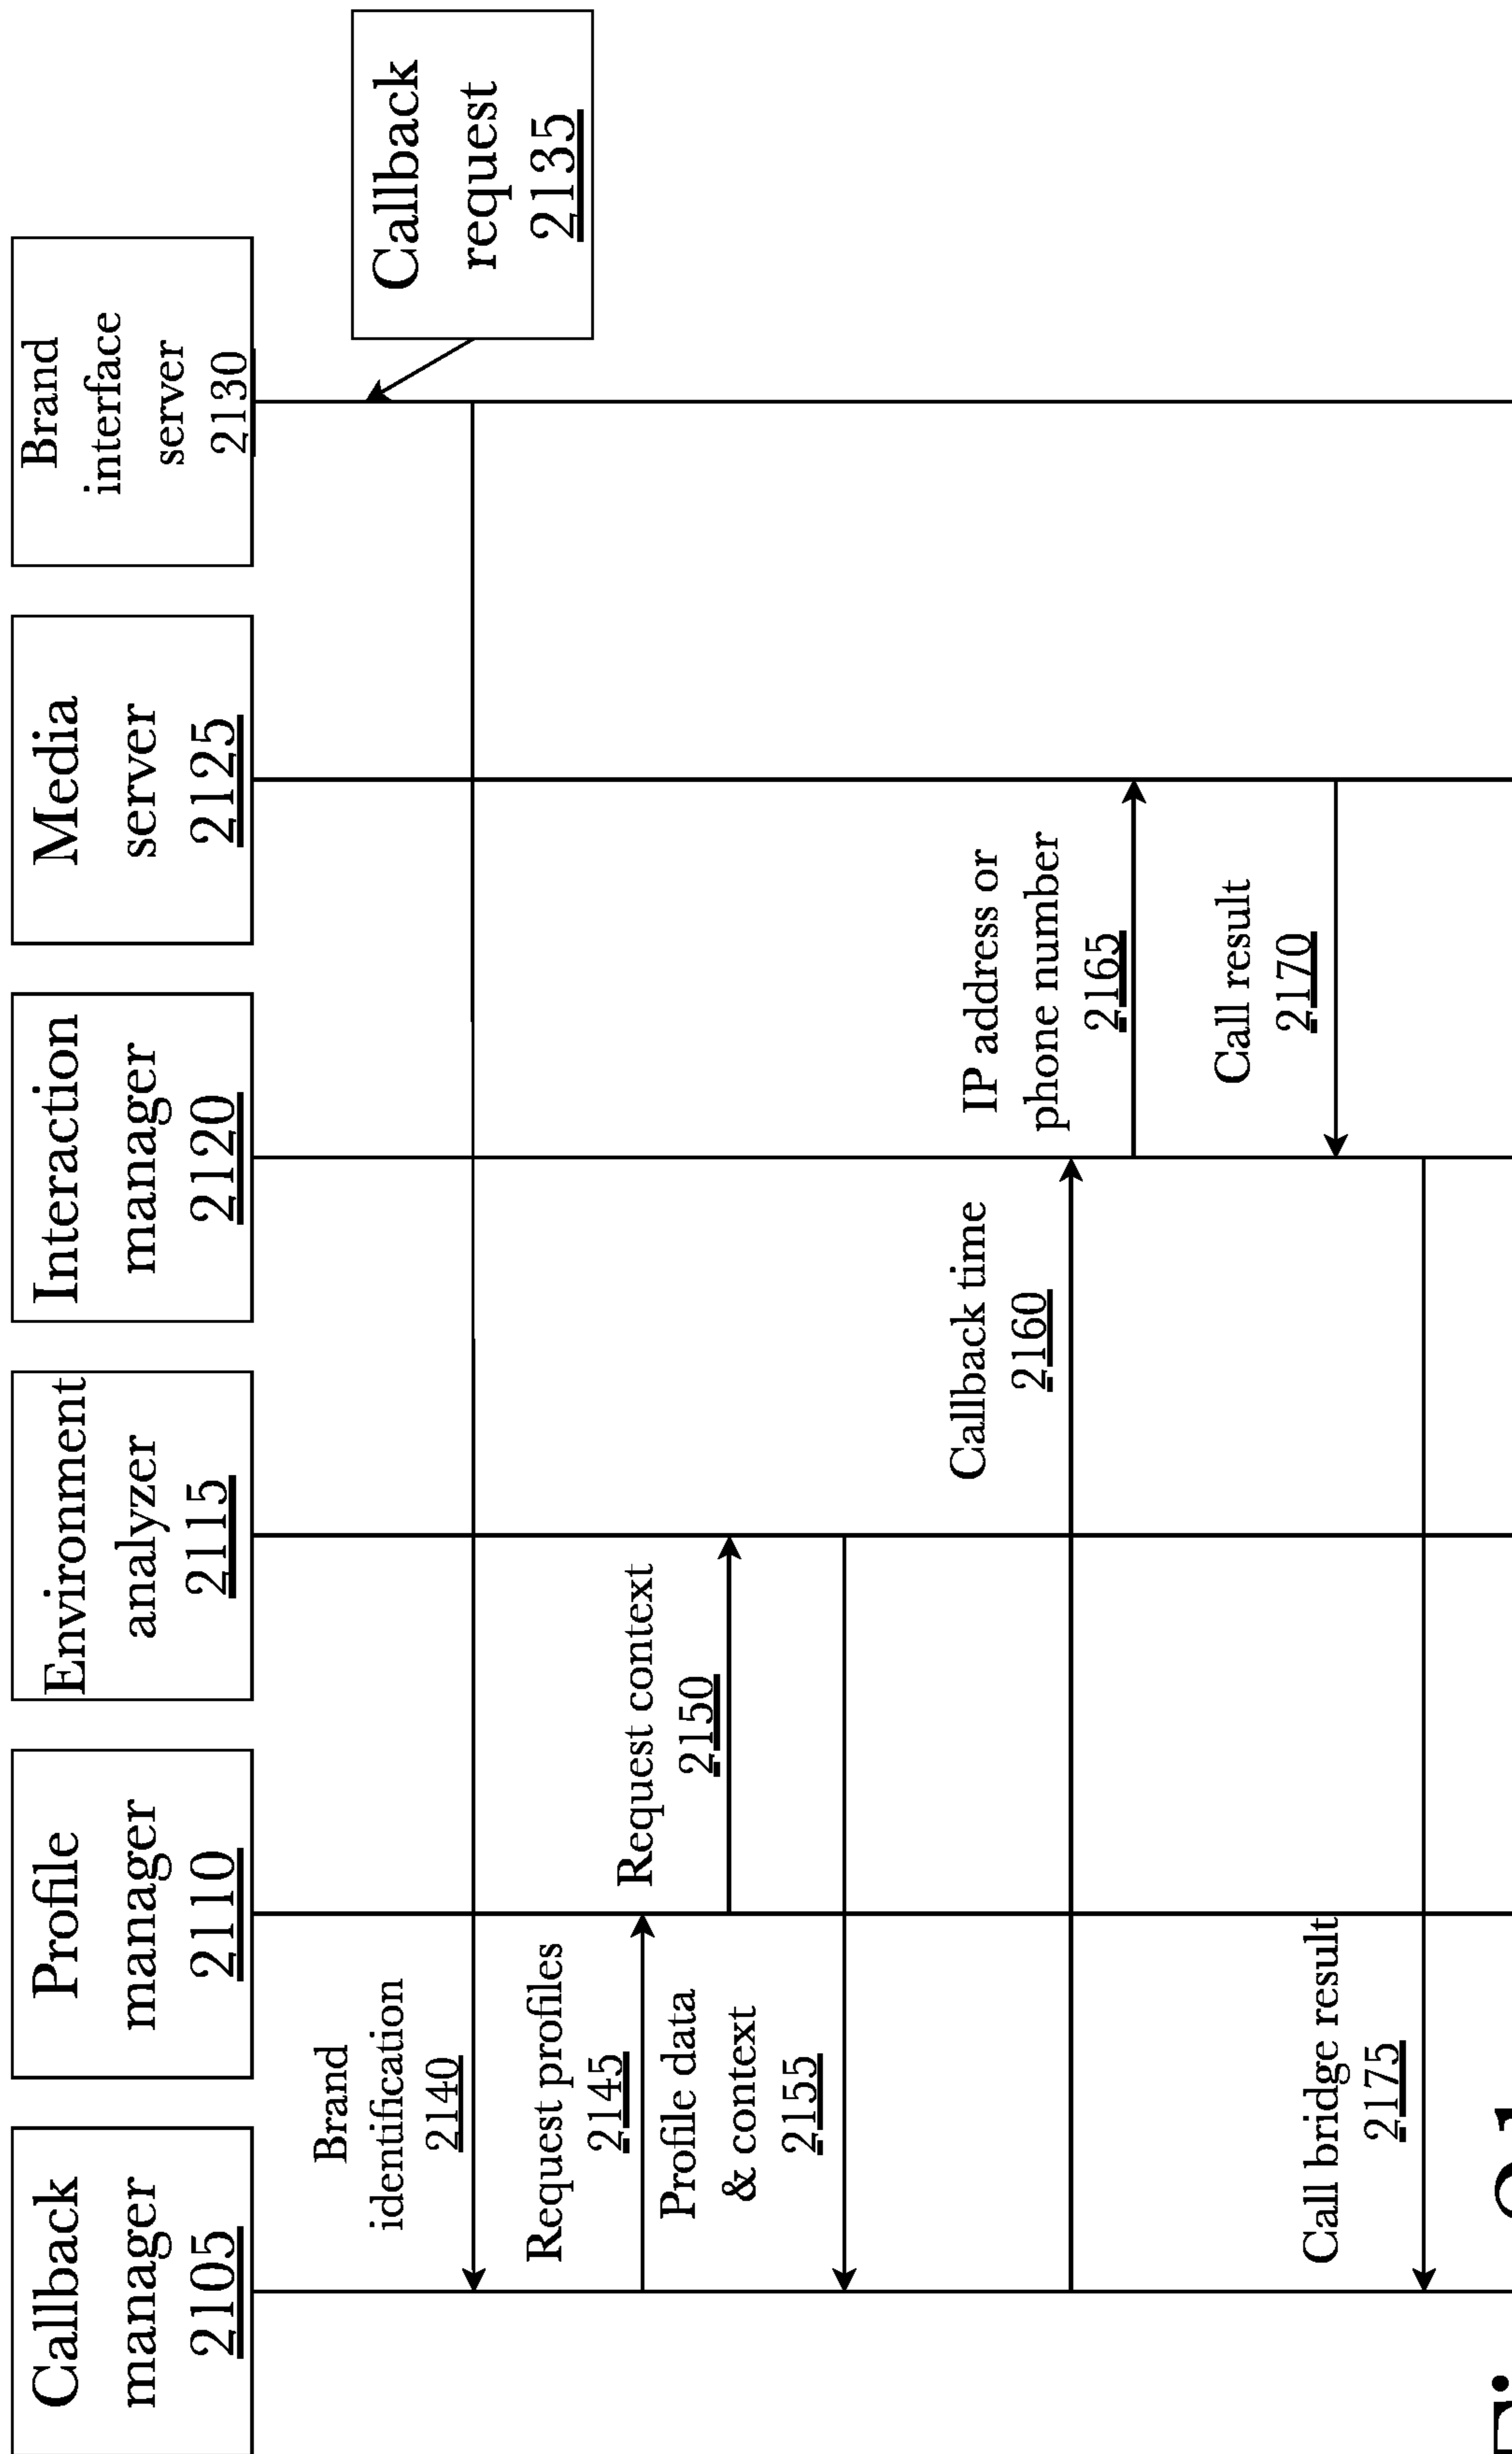 Callback
manager
2105
Profile
manager
2110
Environment
analyzer
2115
Interaction
manager
2120
Media
server
2125
Brand
interface
server
2130
Callback
request
2135
Brand
identification
2140
Request profiles
2145
Request context
2150
Profile data
& context
2155
Callback time
2160
IP address or
phone number
2165
Call result
2170
Call bridge result
2175